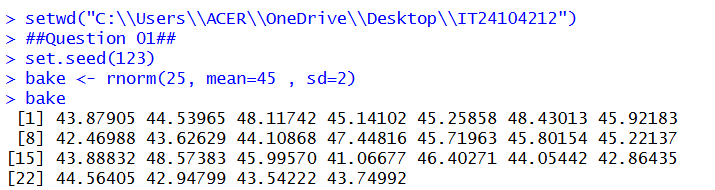 > setwd("C:\\Users\\ACER\\OneDrive\\Desktop\\IT24104212")
> ##Question 01##
> set.seed(123)
> bake <- rnorm(25, mean=45 , sd=2)
> bake
 [1] 43.87905 44.53965 48.11742 45.14102 45.25858 48.43013 45.92183
 [8] 42.46988 43.62629 44.10868 47.44816 45.71963 45.80154 45.22137
[15] 43.88832 48.57383 45.99570 41.06677 46.40271 44.05442 42.86435
[22] 44.56405 42.94799 43.54222 43.74992